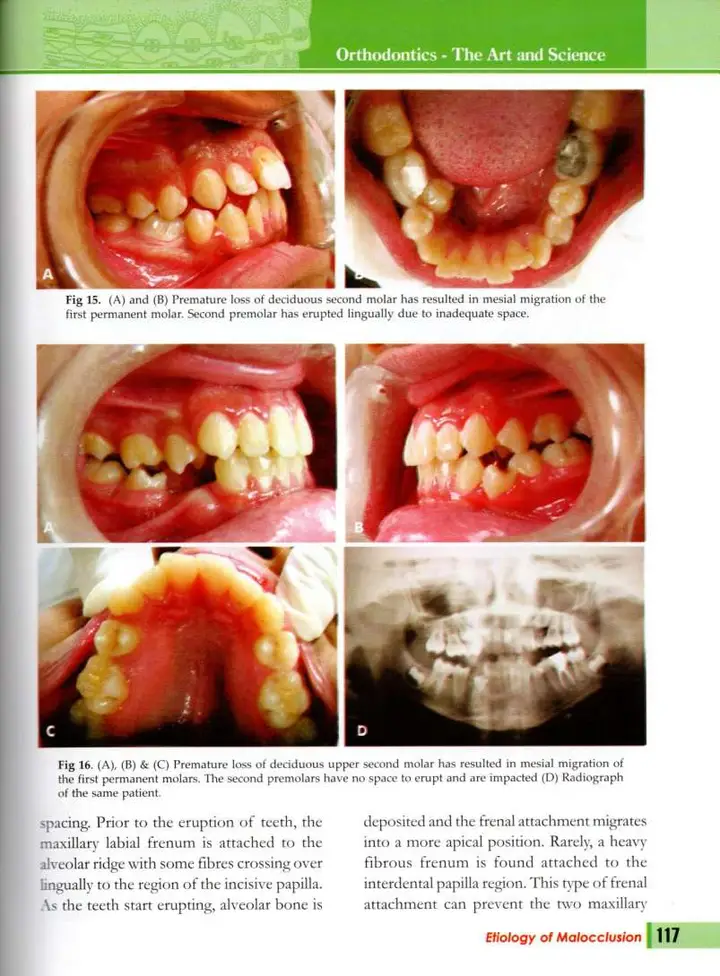 Orthodontics - The Art and Science
A
Fig 15. (A) and (B) Premature loss of deciduous second molar has resulted in mesial migration of the
first permanent molar. Second premolar has erupted lingually due to inadequate space.
A
B
C
D
Fig 16. (A), (B) & (C) Premature loss of deciduous upper second molar has resulted in mesial migration of
the first permanent molars. The second premolars have no space to erupt and are impacted (D) Radiograph
of the same patient.
spacing. Prior to the eruption of teeth, the
maxillary labial frenum is attached to the
alveolar ridge with some fibres crossing over
lingually to the region of the incisive papilla.
As the teeth start erupting, alveolar bone is
deposited and the frenal attachment migrates
into a more apical position. Rarely, a heavy
fibrous frenum is found attached to the
interdental papilla region. This type of frenal
attachment can prevent the two maxillary
Etiology of Malocclusion 117